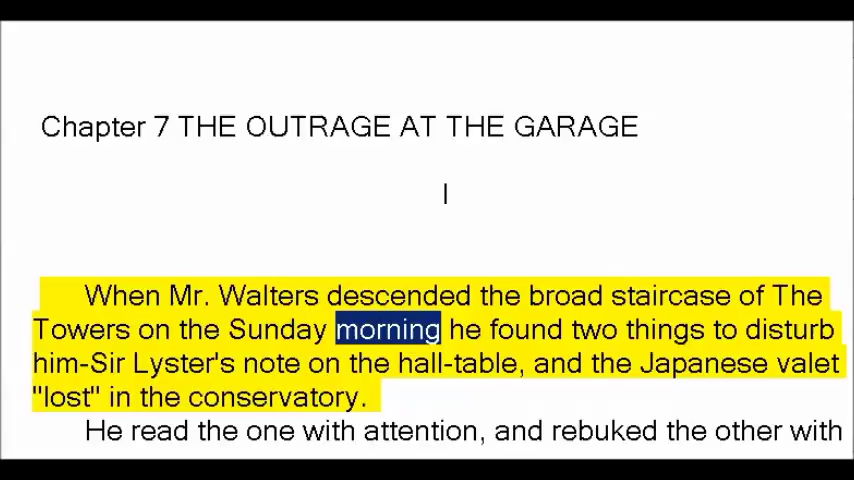 Chapter 7 THE OUTRAGE AT THE GARAGE
I
When Mr. Walters descended the broad staircase of The
Towers on the Sunday morning he found two things to disturb
him-Sir Lyster's note on the hall-table, and the Japanese valet
"lost" in the conservatory.
He read the one with attention, and rebuked the other with